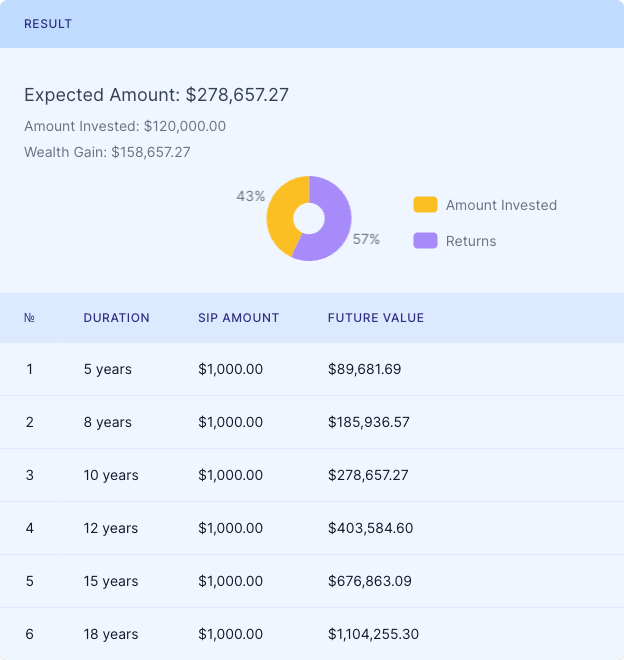 RESULT
Expected Amount: $278,657.27
Amount Invested: $120,000.00
Wealth Gain: $158,657.27
43%
57%
Amount Invested
Returns
№ DURATION SIP AMOUNT FUTURE VALUE
1 5 years $1,000.00 $89,681.69
2 8 years $1,000.00 $185,936.57
3 10 years $1,000.00 $278,657.27
4 12 years $1,000.00 $403,584.60
5 15 years $1,000.00 $676,863.09
6 18 years $1,000.00 $1,104,255.30